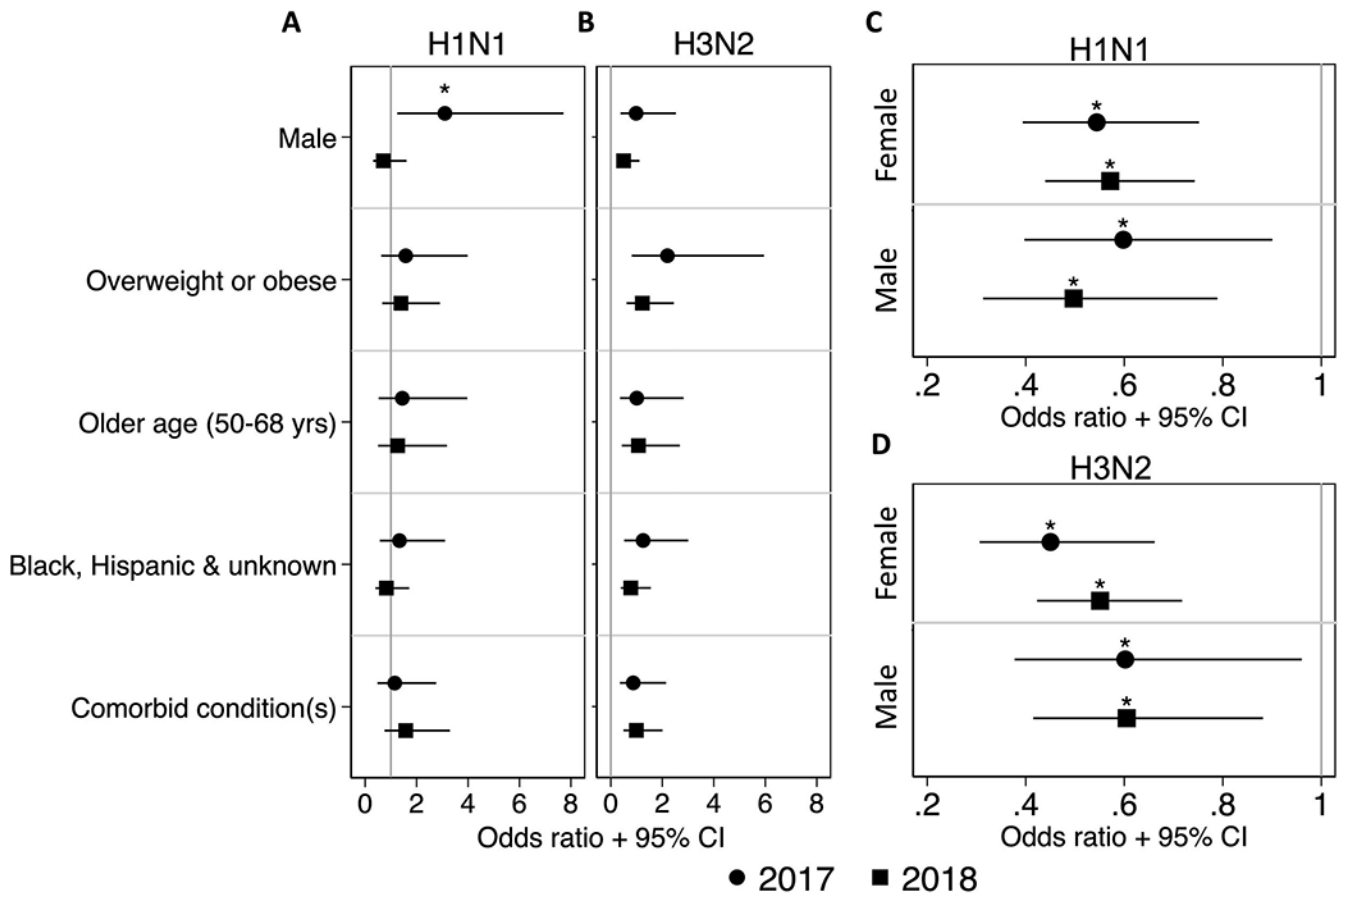 A
H1N1
*
Male
Overweight or obese
Older age (50-68 yrs)
Black, Hispanic & unknown
Comorbid condition(s)
0 2 4 6 8
B
H3N2
0 2 4 6 8
Odds ratio + 95% CI
C
H1N1
Female
*
*
Male
*
*
.2 .4 .6 .8 1
Odds ratio + 95% CI
D
H3N2
Female
*
*
Male
*
*
.2 .4 .6 .8 1
Odds ratio + 95% CI
2017 2018